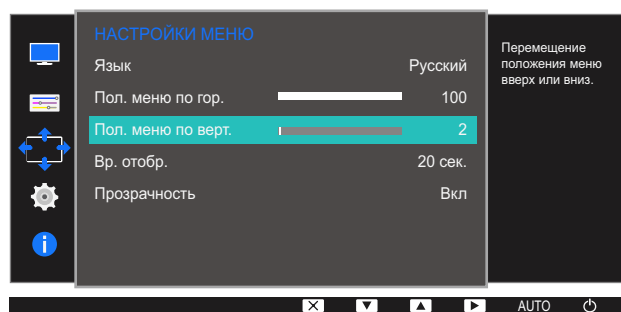 НАСТРОЙКИ МЕНЮ
Язык Русский
Пол. меню по гор. 100
Пол. меню по верт. 2
Вр. отобр. 20 сек.
Прозрачность Вкл
Перемещение
положения меню
вверх или вниз.
AUTO